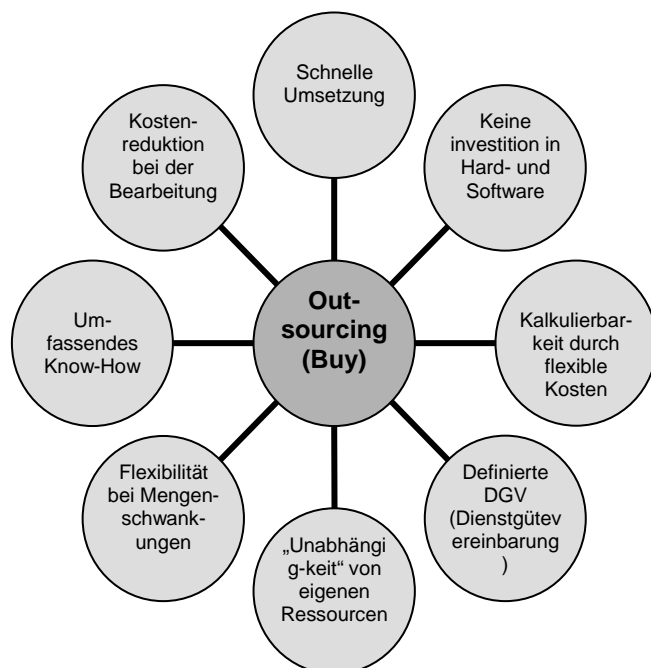 Schnelle
Umsetzung
Keine
investition in
Hard- und
Software
Kalkulierbar-
keit durch
flexible
Kosten
Definierte
DGV
(Dienstgütev
ereinbarung
)
„Unabhängi
g-keit“ von
eigenen
Ressourcen
Flexibilität
bei Mengen-
schwank-
ungen
Um-
fassendes
Know-How
Kosten-
reduktion
bei der
Bearbeitung
Out-
sourcing
(Buy)